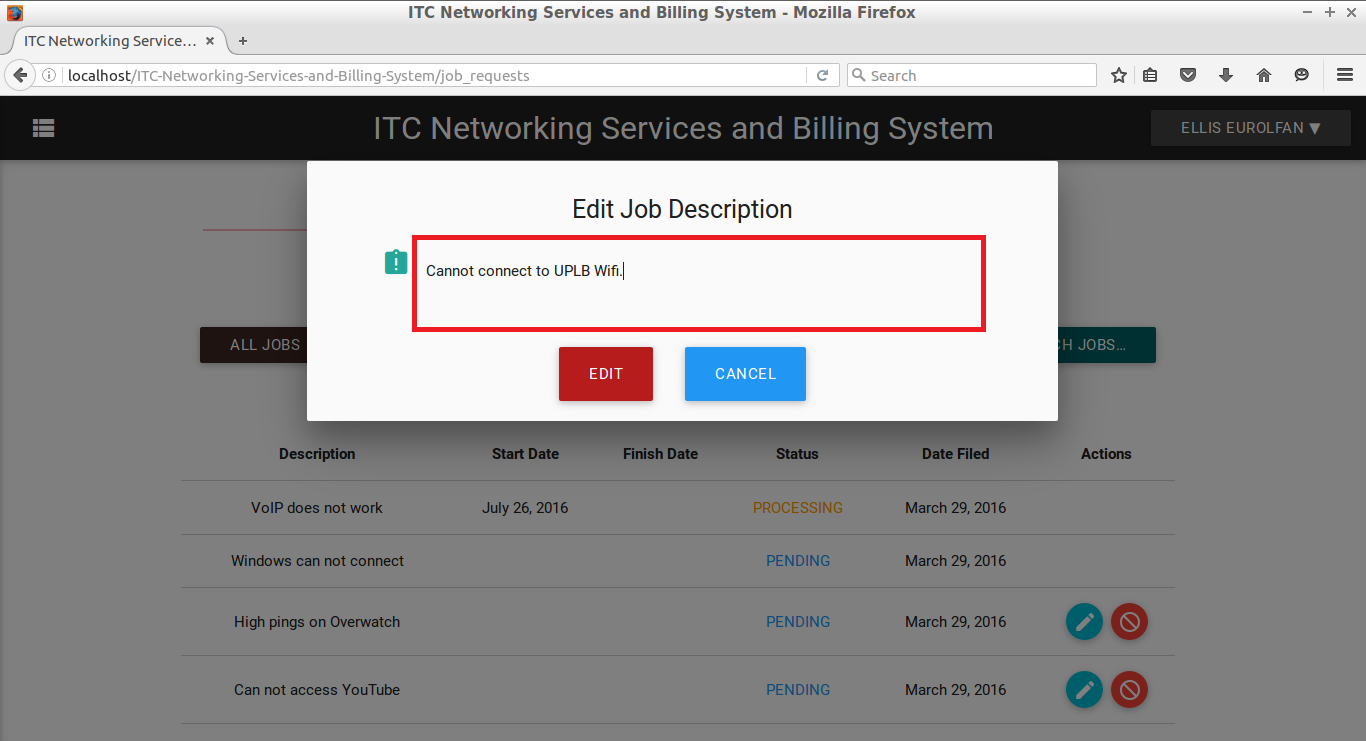 ITC Networking Services and Billing System - Mozilla Firefox
ITC Networking Service...
localhost/ITC-Networking-Services-and-Billing-System/job_requests
Search
ITC Networking Services and Billing System
ELLIS EUROLFAN ▼
Edit Job Description
Cannot connect to UPLB Wifi.
ALL JOBS
CH JOBS...
EDIT CANCEL
Description Start Date Finish Date Status Date Filed Actions
VoIP does not work July 26, 2016 PROCESSING March 29, 2016
Windows can not connect PENDING March 29, 2016
High pings on Overwatch PENDING March 29, 2016
Can not access YouTube PENDING March 29, 2016